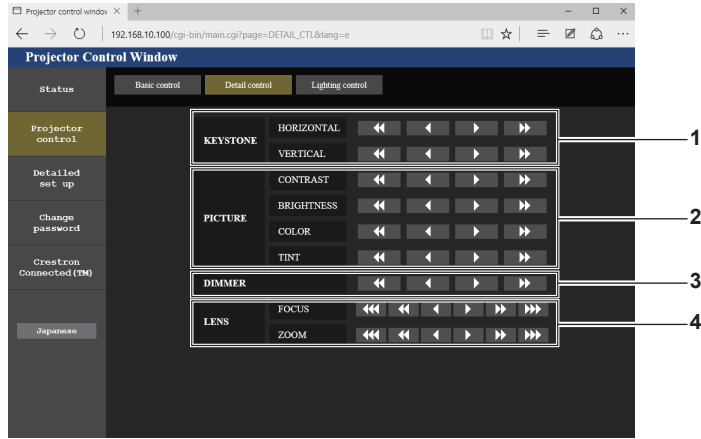 Projector control window
192.168.10.100/cgi-bin/main.cgi?page=DETAIL_CTL&lang=e
Projector Control Window
Status
Basic control
Detail control
Lighting control
Projector
control
Detailed
set up
Change
password
Crestron
Connected(TM)
Japanese
KEYSTONE
HORIZONTAL
VERTICAL
1
PICTURE
CONTRAST
BRIGHTNESS
COLOR
TINT
2
DIMMER
3
LENS
FOCUS
ZOOM
4